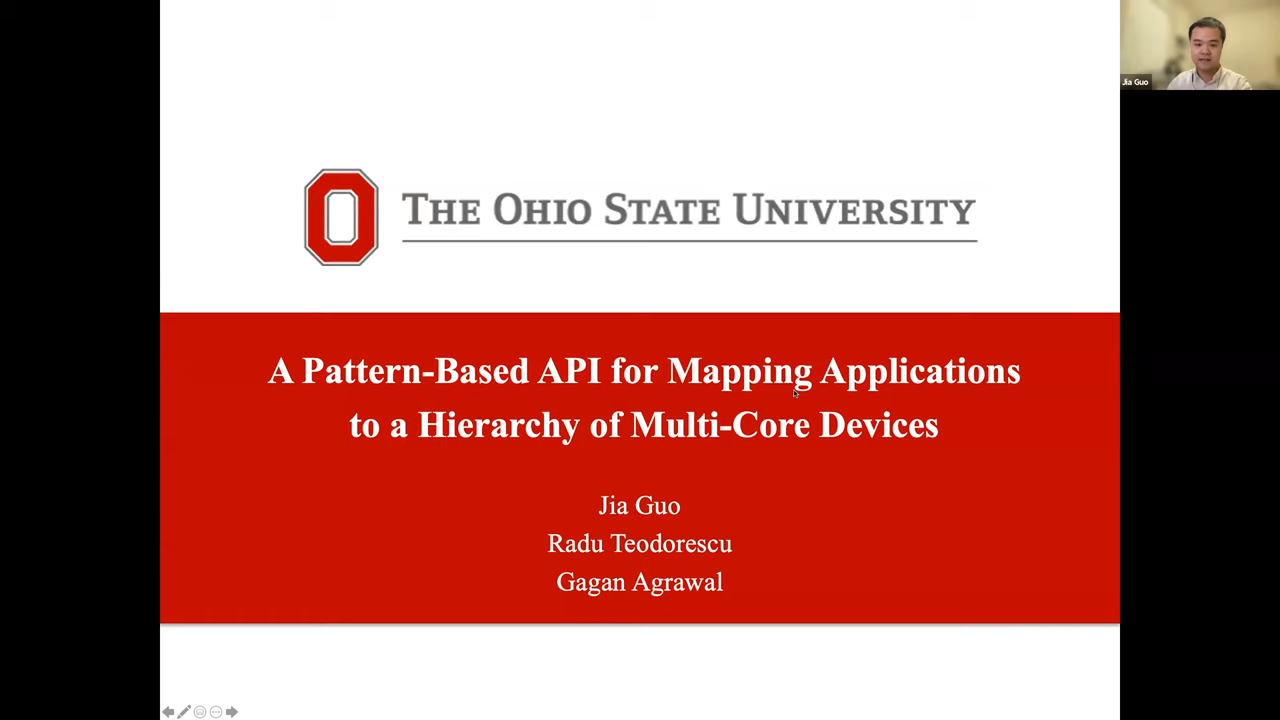 Jia Guo
THE OHIO STATE UNIVERSITY
A Pattern-Based API for Mapping Applications
to a Hierarchy of Multi-Core Devices
Jia Guo
Radu Teodorescu
Gagan Agrawal